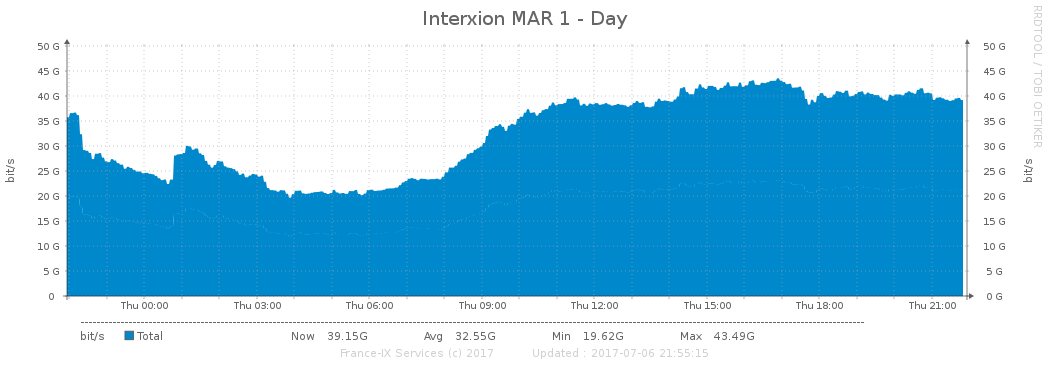 Interxion MAR 1 - Day
RRDTOOL / TOBI OETIKER
50 G 50 G
45 G 45 G
40 G 40 G
35 G 35 G
30 G 30 G
25 G 25 G
20 G 20 G
15 G 15 G
10 G 10 G
5 G 5 G
0 0 G
bit/s bit/s
Thu 00:00 Thu 03:00 Thu 06:00 Thu 09:00 Thu 12:00 Thu 15:00 Thu 18:00 Thu 21:00
bit/s Total Now 39.15G Avg 32.55G Min 19.62G Max 43.49G
France-IX Services (c) 2017 Updated : 2017-07-06 21:55:15